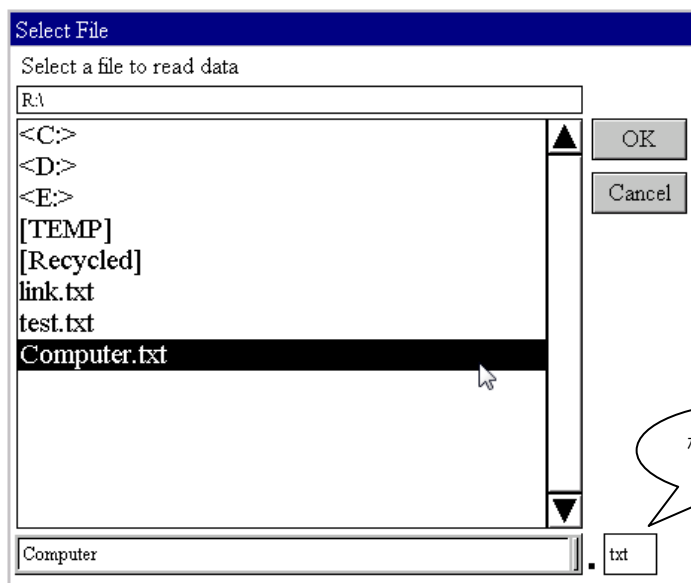 Select File
Select a file to read data
R:\
<C:>
<D:>
<E:>
[TEMP]
[Recycled]
link.txt
test.txt
Computer.txt
OK
Cancel
Computer . txt